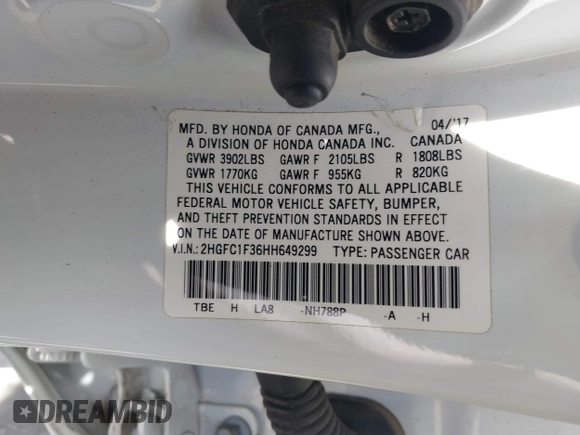 MFD. BY HONDA OF CANADA MFG., 04/'17
A DIVISION OF HONDA CANADA INC. CANADA
GVWR 3902LBS GAWR F 2105LBS R 1808LBS
GVWR 1770KG GAWR F 955KG R 820KG
THIS VEHICLE CONFORMS TO ALL APPLICABLE
FEDERAL MOTOR VEHICLE SAFETY, BUMPER,
AND THEFT PREVENTION STANDARDS IN EFFECT
ON THE DATE OF MANUFACTURE SHOWN ABOVE.
V.I.N.: 2HGFC1F36HH649299 TYPE: PASSENGER CAR
TBE H LA8 -NH788P -A -H
DREAMBID